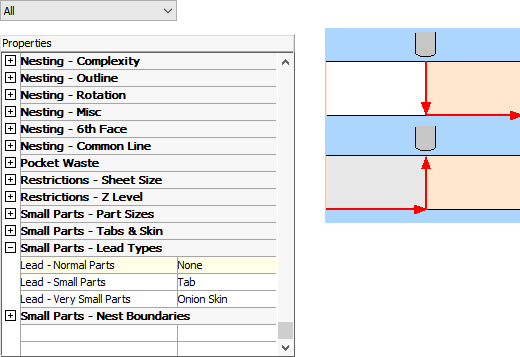 All
Properties
Nesting - Complexity
Nesting - Outline
Nesting - Rotation
Nesting - Misc
Nesting - 6th Face
Nesting - Common Line
Pocket Waste
Restrictions - Sheet Size
Restrictions - Z Level
Small Parts - Part Sizes
Small Parts - Tabs & Skin
Small Parts - Lead Types
Lead - Normal Parts None
Lead - Small Parts Tab
Lead - Very Small Parts Onion Skin
Small Parts - Nest Boundaries